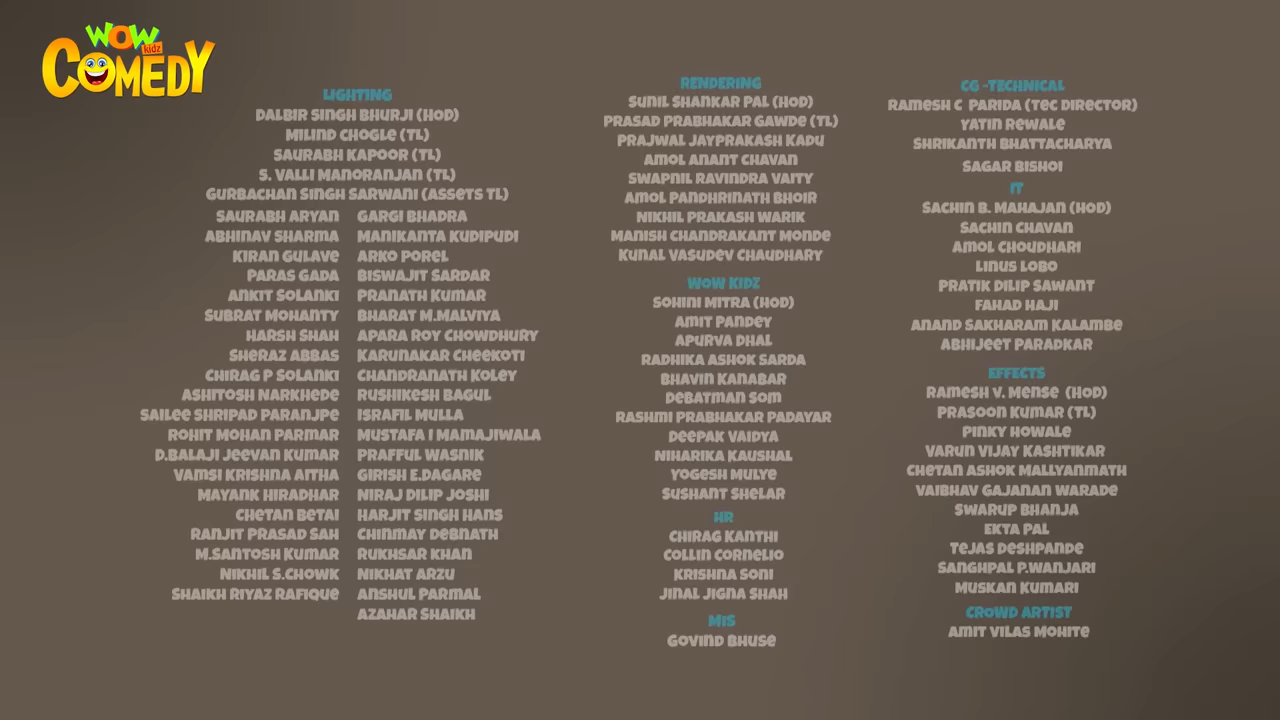 WOW
kidz
COMEDY
LIGHTING
DALBIR SINGH BHURJI (HOD)
MILIND CHOGLE (TL)
SAURABH KAPOOR (TL)
S. VALLI MANORANJAN (TL)
GURBACHAN SINGH SARWANI (ASSETS TL)
SAURABH ARYAN GARGI BHADRA
ABHINAV SHARMA MANIKANTA KUDIPUDI
KIRAN GULAVE ARKO POREL
PARAS GADA BISWAJIT SARDAR
ANKIT SOLANKI PRANATH KUMAR
SUBRAT MOHANTY BHARAT M.MALVIYA
HARSH SHAH APARA ROY CHOWDHURY
SHERAZ ABBAS KARUNAKAR CHEEKOTI
CHIRAG P SOLANKI CHANDRANATH KOLEY
ASHITOSH NARKHEDE RUSHIKESH BAGUL
SAILEE SHRIPAD PARANJPE ISRAFIL MULLA
ROHIT MOHAN PARMAR MUSTAFA I MAMAJIWALA
D.BALAJI JEEVAN KUMAR PRAFFUL WASNIK
VAMSI KRISHNA AITHA GIRISH E.DAGARE
MAYANK HIRADHAR NIRAJ DILIP JOSHI
CHETAN BETAI HARJIT SINGH HANS
RANJIT PRASAD SAH CHINMAY DEBNATH
M.SANTOSH KUMAR RUKHSAR KHAN
NIKHIL S.CHOWK NIKHAT ARZU
SHAIKH RIYAZ RAFIQUE ANSHUL PARMAL
AZAHAR SHAIKH
RENDERING
SUNIL SHANKAR PAL (HOD)
PRASAD PRABHAKAR GAWDE (TL)
PRAJWAL JAYPRAKASH KADU
AMOL ANANT CHAVAN
SWAPNIL RAVINDRA VAITY
AMOL PANDHRINATH BHOIR
NIKHIL PRAKASH WARIK
MANISH CHANDRAKANT MONDE
KUNAL VASUDEV CHAUDHARY
WOW KIDZ
SOHINI MITRA (HOD)
AMIT PANDEY
APURVA DHAL
RADHIKA ASHOK SARDA
BHAVIN KANABAR
DEBATMAN SOM
RASHMI PRABHAKAR PADAYAR
DEEPAK VAIDYA
NIHARIKA KAUSHAL
YOGESH MULYE
SUSHANT SHELAR
HR
CHIRAG KANTHI
COLLIN CORNELIO
KRISHNA SONI
JINAL JIGNA SHAH
MIS
GOVIND BHUSE
CG -TECHNICAL
RAMESH C PARIDA (TEC DIRECTOR)
YATIN REWALE
SHRIKANTH BHATTACHARYA
SAGAR BISHOI
IT
SACHIN B. MAHAJAN (HOD)
SACHIN CHAVAN
AMOL CHOUDHARI
LINUS LOBO
PRATIK DILIP SAWANT
FAHAD HAJI
ANAND SAKHARAM KALAMBE
ABHIJEET PARADKAR
EFFECTS
RAMESH V. MENSE (HOD)
PRASOON KUMAR (TL)
PINKY HOWALE
VARUN VIJAY KASHTIKAR
CHETAN ASHOK MALLYANMATH
VAIBHAV GAJANAN WARADE
SWARUP BHANJA
EKTA PAL
TEJAS DESHPANDE
SANGHPAL P.WANJARI
MUSKAN KUMARI
CROWD ARTIST
AMIT VILAS MOHITE